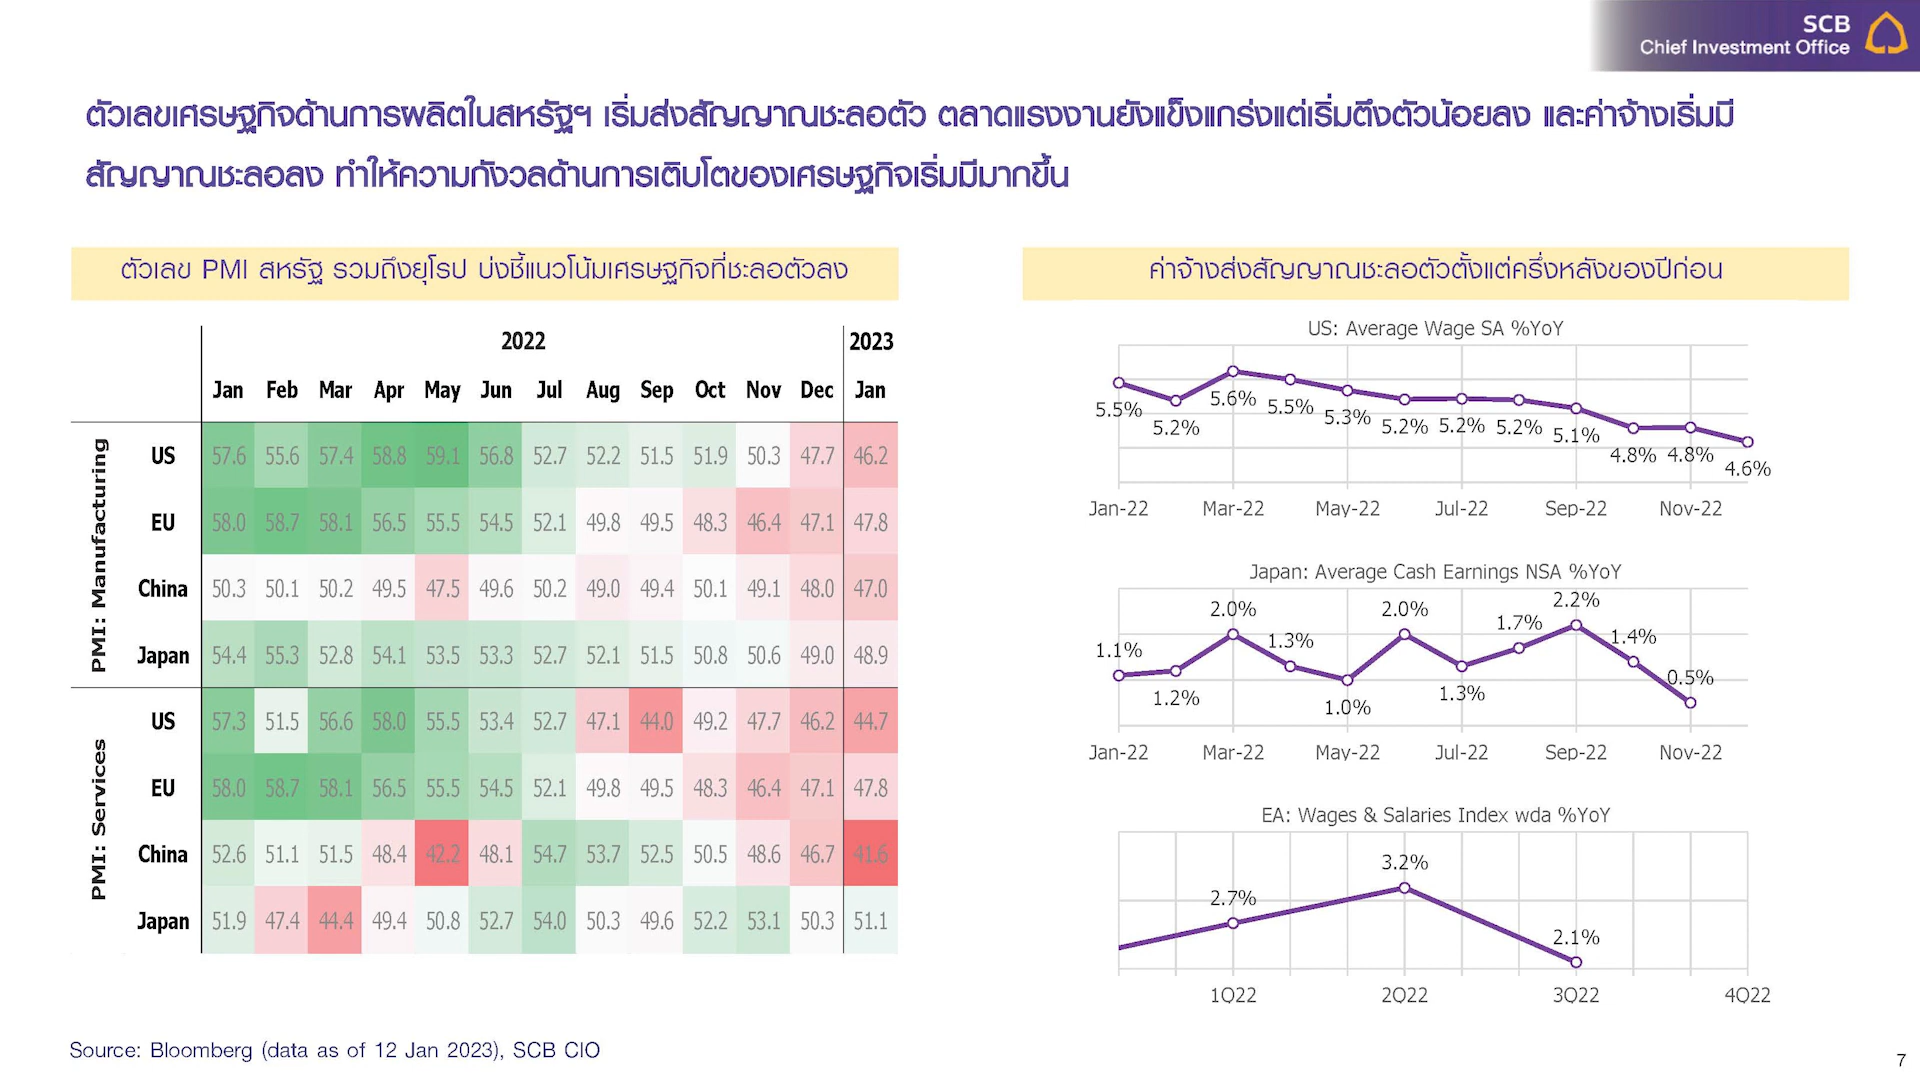 SCB
Chief Investment Office
ตัวเลขเศรษฐกิจด้านการผลิตในสหรัฐฯ เริ่มส่งสัญญาณชะลอตัว ตลาดแรงงานยังแข็งแกร่งแต่เริ่มตึงตัวน้อยลง และค่าจ้างเริ่มมี
สัญญาณชะลอลง ทำให้ความกังวลด้านการเติบโตของเศรษฐกิจเริ่มมีมากขึ้น
ตัวเลข PMI สหรัฐ รวมถึงยุโรป บ่งชี้แนวโน้มเศรษฐกิจที่ชะลอตัวลง
2022 2023
Jan Feb Mar Apr May Jun Jul Aug Sep Oct Nov Dec Jan
PMI: Manufacturing
US 57.6 55.6 57.4 58.8 59.1 56.8 52.7 52.2 51.5 51.9 50.3 47.7 46.2
EU 58.0 58.7 58.1 56.5 55.5 54.5 52.1 49.8 49.5 48.3 46.4 47.1 47.8
China 50.3 50.1 50.2 49.5 47.5 49.6 50.2 49.0 49.4 50.1 49.1 48.0 47.0
Japan 54.4 55.3 52.8 54.1 53.5 53.3 52.7 52.1 51.5 50.8 50.6 49.0 48.9
PMI: Services
US 57.3 51.5 56.6 58.0 55.5 53.4 52.7 47.1 44.0 49.2 47.7 46.2 44.7
EU 58.0 58.7 58.1 56.5 55.5 54.5 52.1 49.8 49.5 48.3 46.4 47.1 47.8
China 52.6 51.1 51.5 48.4 42.2 48.1 54.7 53.7 52.5 50.5 48.6 46.7 41.6
Japan 51.9 47.4 44.4 49.4 50.8 52.7 54.0 50.3 49.6 52.2 53.1 50.3 51.1
ค่าจ้างส่งสัญญาณชะลอตัวตั้งแต่ครึ่งหลังของปีก่อน
US: Average Wage SA %YoY
5.5% 5.2% 5.6% 5.5% 5.3% 5.2% 5.2% 5.2% 5.1% 4.8% 4.8% 4.6%
Jan-22 Mar-22 May-22 Jul-22 Sep-22 Nov-22
Japan: Average Cash Earnings NSA %YoY
1.1% 1.2% 2.0% 1.3% 1.0% 2.0% 1.3% 1.7% 2.2% 1.4% 0.5%
Jan-22 Mar-22 May-22 Jul-22 Sep-22 Nov-22
EA: Wages & Salaries Index wda %YoY
2.7% 3.2% 2.1%
1Q22 2Q22 3Q22 4Q22
Source: Bloomberg (data as of 12 Jan 2023), SCB CIO
7